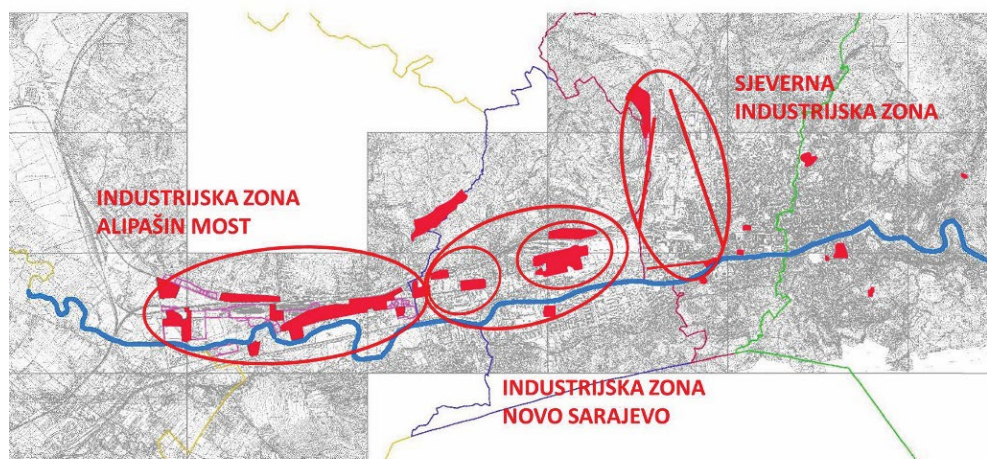 SJEVERNA
INDUSTRIJSKA ZONA
INDUSTRIJSKA ZONA
ALIPAŠIN MOST
INDUSTRIJSKA ZONA
NOVO SARAJEVO